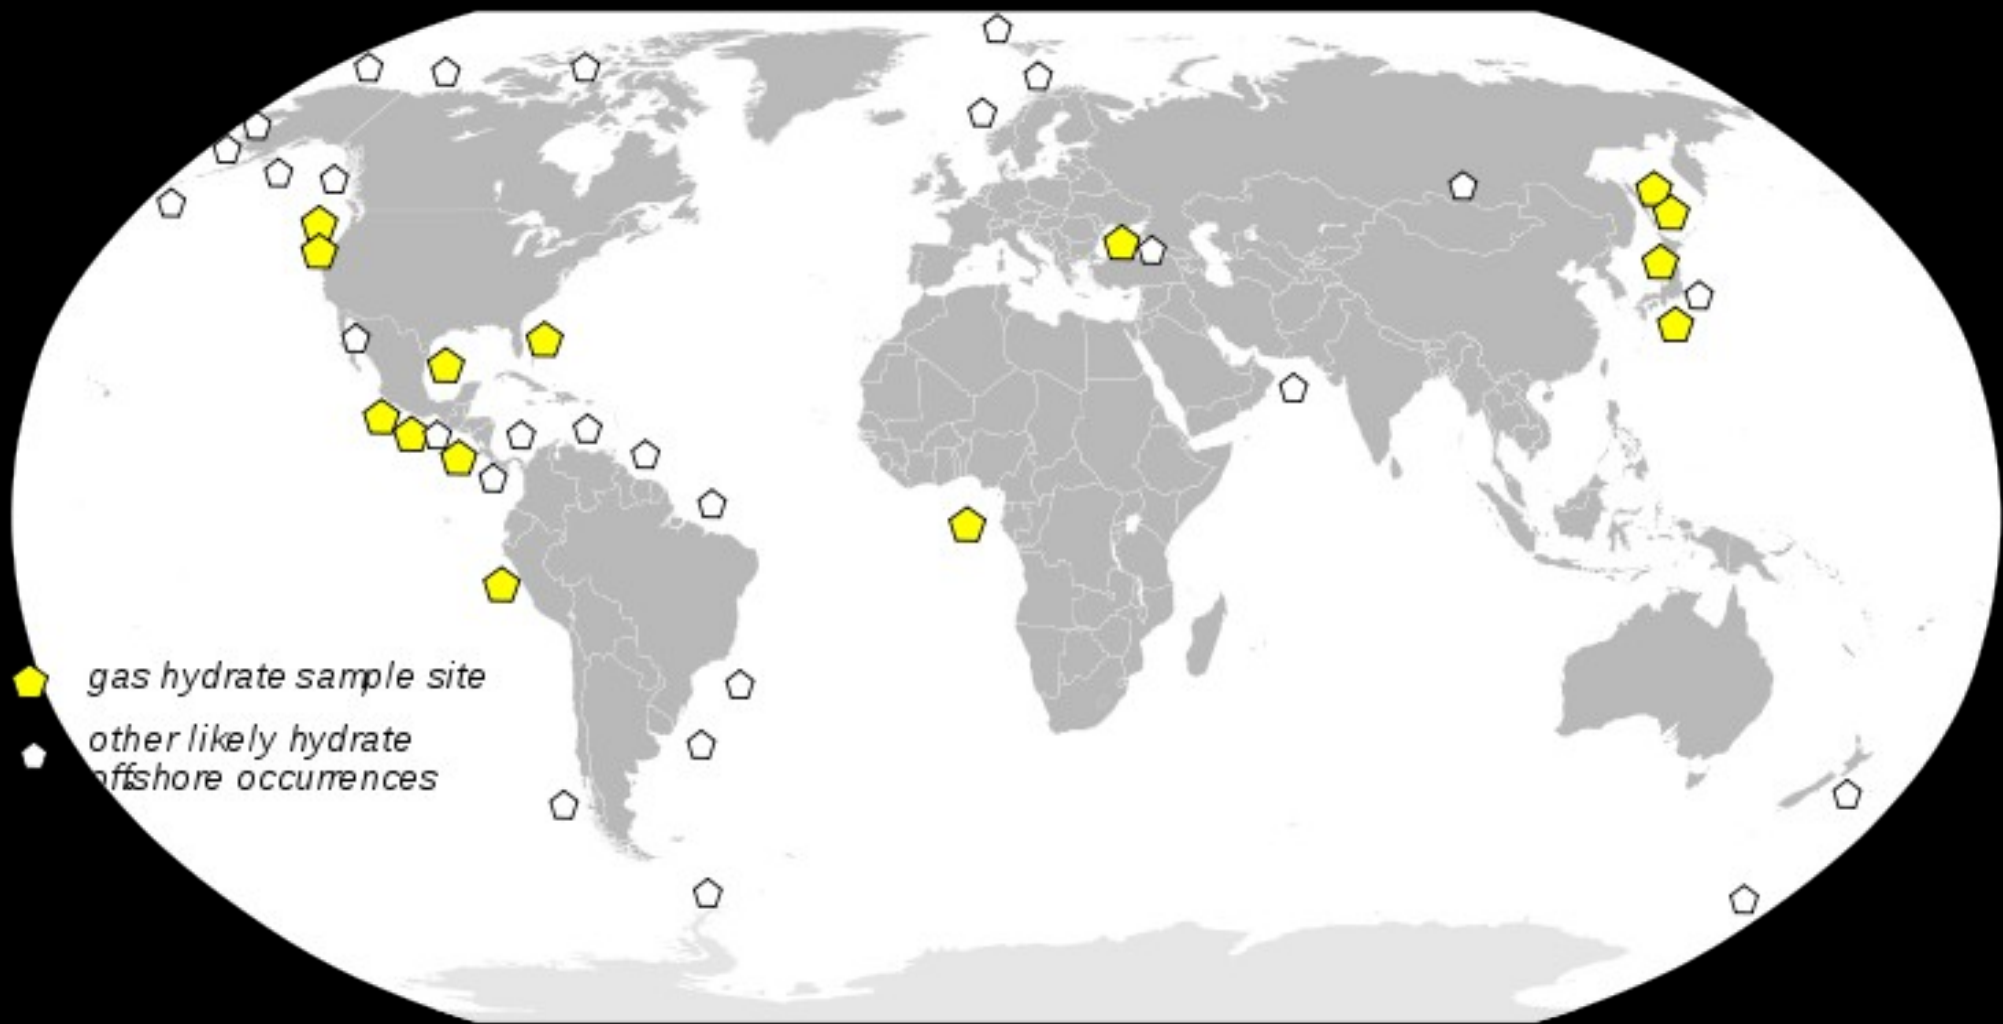 gas hydrate sample site
other likely hydrate
offshore occurrences